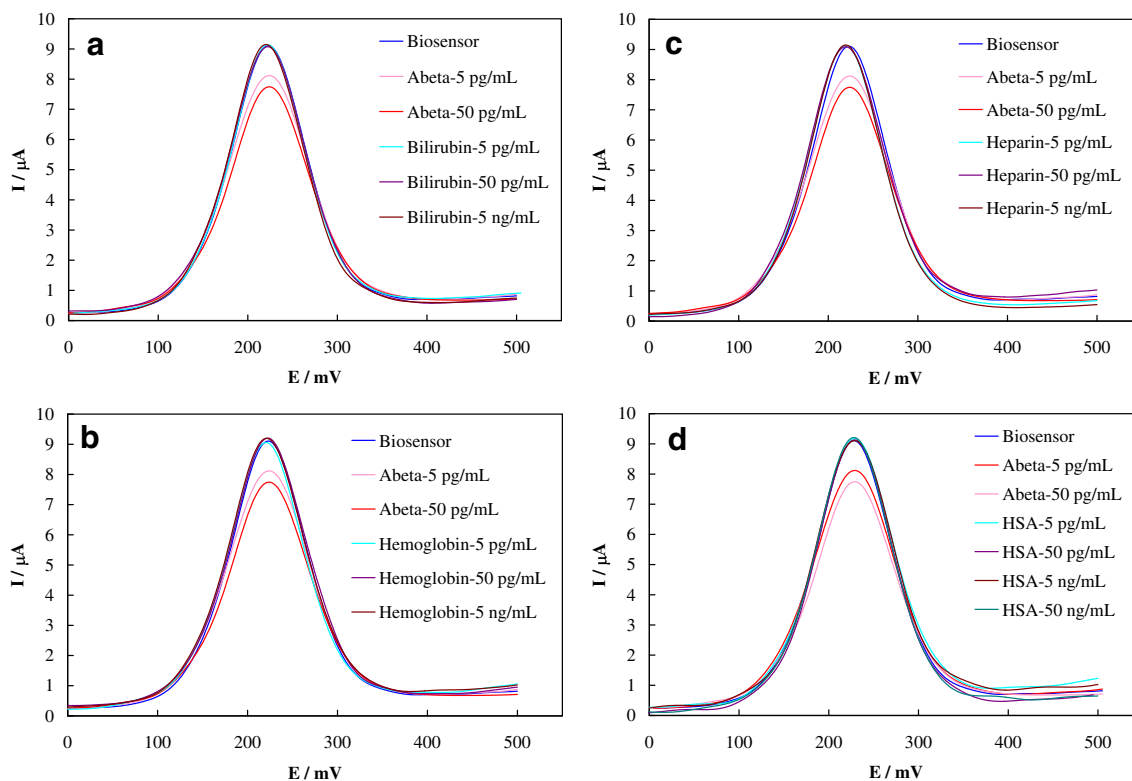 a
I / µA
10
9
8
7
6
5
4
3
2
1
0
0 100 200 300 400 500
E / mV
Biosensor
Abeta-5 pg/mL
Abeta-50 pg/mL
Bilirubin-5 pg/mL
Bilirubin-50 pg/mL
Bilirubin-5 ng/mL
c
I / µA
10
9
8
7
6
5
4
3
2
1
0
0 100 200 300 400 500
E / mV
Biosensor
Abeta-5 pg/mL
Abeta-50 pg/mL
Heparin-5 pg/mL
Heparin-50 pg/mL
Heparin-5 ng/mL
b
I / µA
10
9
8
7
6
5
4
3
2
1
0
0 100 200 300 400 500
E / mV
Biosensor
Abeta-5 pg/mL
Abeta-50 pg/mL
Hemoglobin-5 pg/mL
Hemoglobin-50 pg/mL
Hemoglobin-5 ng/mL
d
I / µA
10
9
8
7
6
5
4
3
2
1
0
0 100 200 300 400 500
E / mV
Biosensor
Abeta-5 pg/mL
Abeta-50 pg/mL
HSA-5 pg/mL
HSA-50 pg/mL
HSA-5 ng/mL
HSA-50 ng/mL